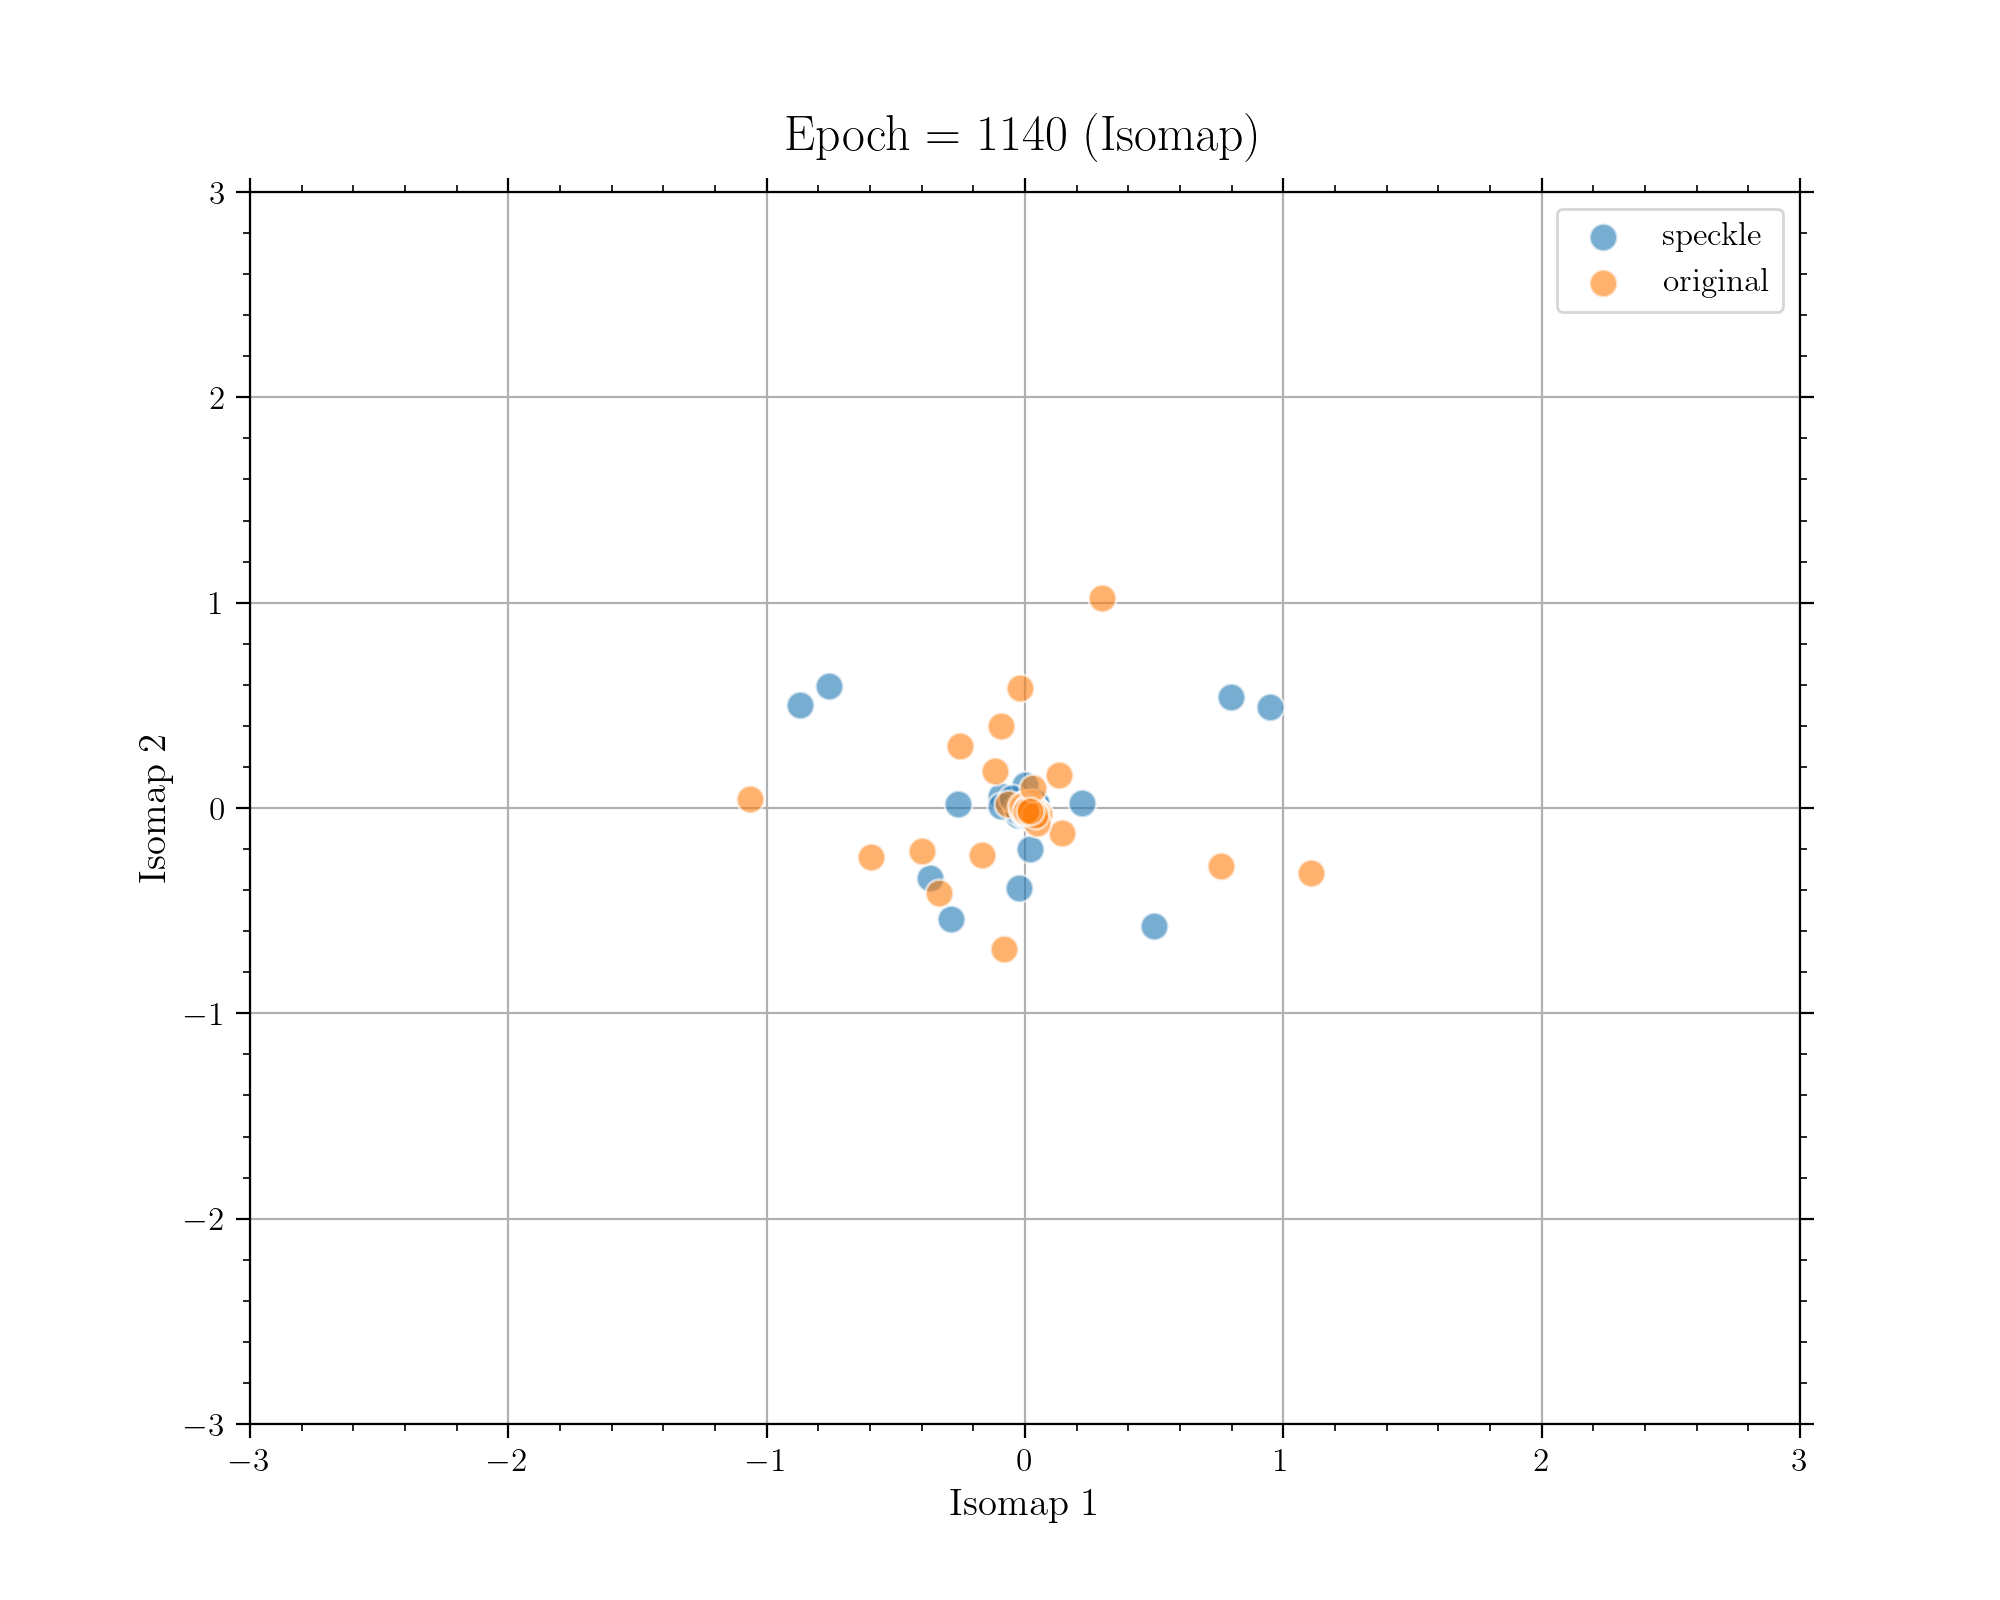 Epoch = 1140 (Isomap)
speckle
original
3
2
1
0
−1
−2
−3
Isomap 2
−3
−2
−1
0
1
2
3
Isomap 1